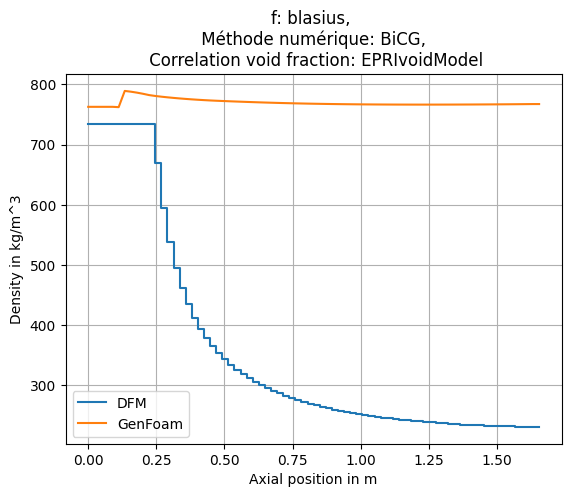 f: blasius,
Méthode numérique: BiCG,
Correlation void fraction: EPRIvoidModel
800
700
600
500
400
300
Density in kg/m^3
DFM
GenFoam
0.00 0.25 0.50 0.75 1.00 1.25 1.50
Axial position in m